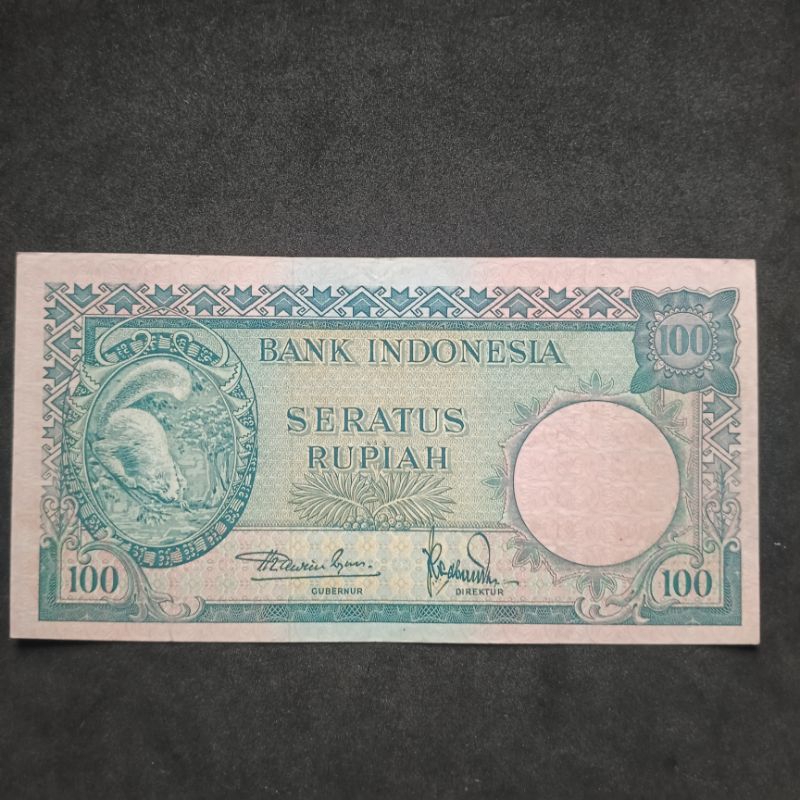 BANK INDONESIA
100
SERATUS
RUPIAH
GUBERNUR
DIREKTUR
100
100